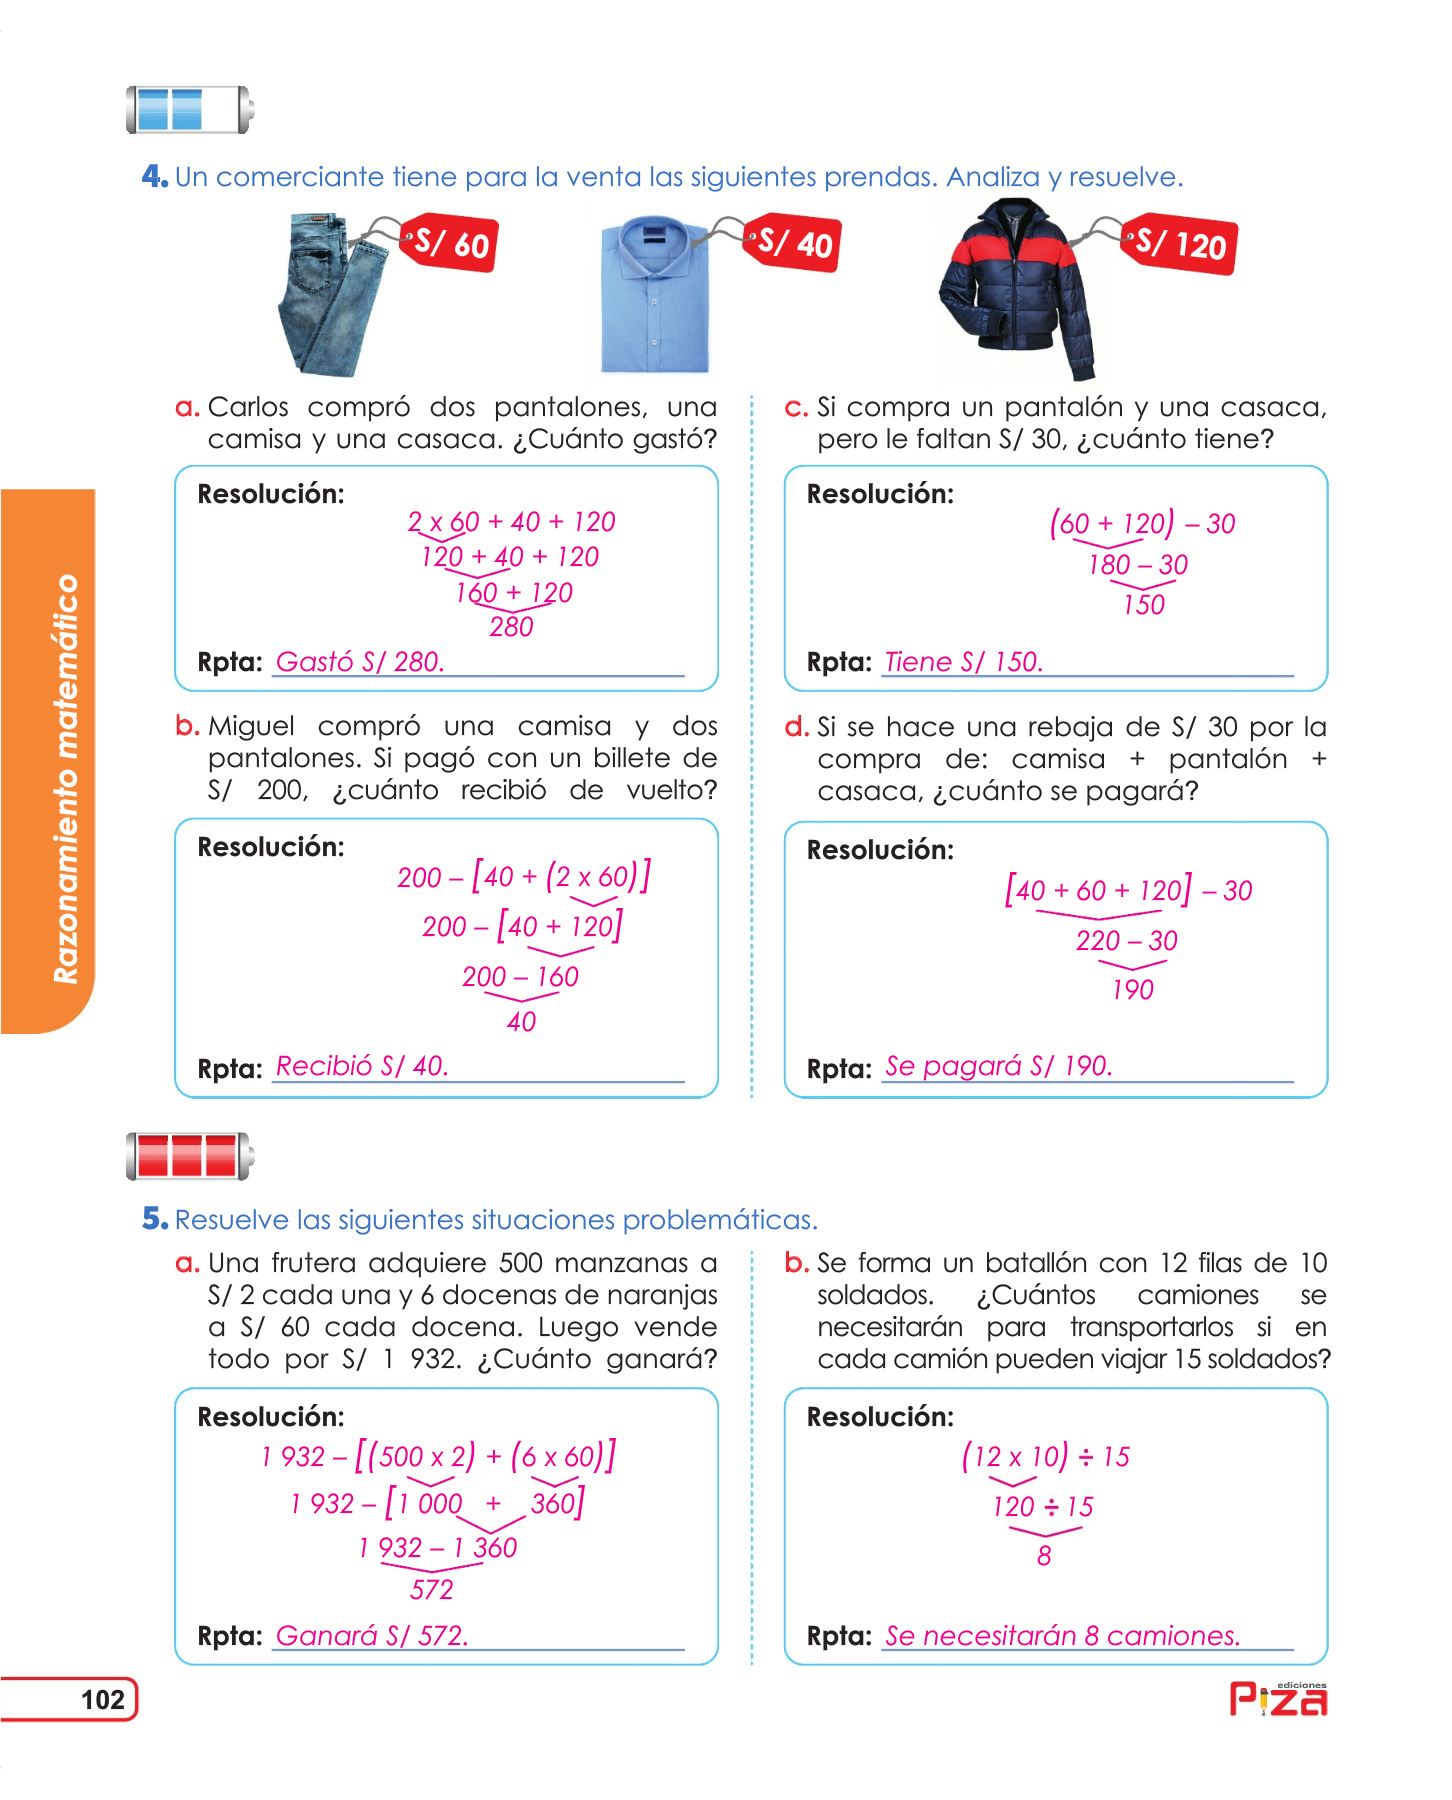 4. Un comerciante tiene para la venta las siguientes prendas. Analiza y resuelve.
S/ 60
S/ 40
S/ 120
a. Carlos compró dos pantalones, una
camisa y una casaca. ¿Cuánto gastó?
Resolución:
2 x 60 + 40 + 120
120 + 40 + 120
160 + 120
280
Rpta: Gastó S/ 280.
b. Miguel compró una camisa y dos
pantalones. Si pagó con un billete de
S/ 200, ¿cuánto recibió de vuelto?
Resolución:
200 – [40 + (2 x 60)]
200 – [40 + 120]
200 – 160
40
Rpta: Recibió S/ 40.
c. Si compra un pantalón y una casaca,
pero le faltan S/ 30, ¿cuánto tiene?
Resolución:
(60 + 120) – 30
180 – 30
150
Rpta: Tiene S/ 150.
d. Si se hace una rebaja de S/ 30 por la
compra de: camisa + pantalón +
casaca, ¿cuánto se pagará?
Resolución:
[40 + 60 + 120] – 30
220 – 30
190
Rpta: Se pagará S/ 190.
Razonamiento matemático
5. Resuelve las siguientes situaciones problemáticas.
a. Una frutera adquiere 500 manzanas a
S/ 2 cada una y 6 docenas de naranjas
a S/ 60 cada docena. Luego vende
todo por S/ 1 932. ¿Cuánto ganará?
Resolución:
1 932 – [(500 x 2) + (6 x 60)]
1 932 – [1 000 + 360]
1 932 – 1 360
572
Rpta: Ganará S/ 572.
b. Se forma un batallón con 12 filas de 10
soldados. ¿Cuántos camiones se
necesitarán para transportarlos si en
cada camión pueden viajar 15 soldados?
Resolución:
(12 x 10) ÷ 15
120 ÷ 15
8
Rpta: Se necesitarán 8 camiones.
102
ediciones
Piza